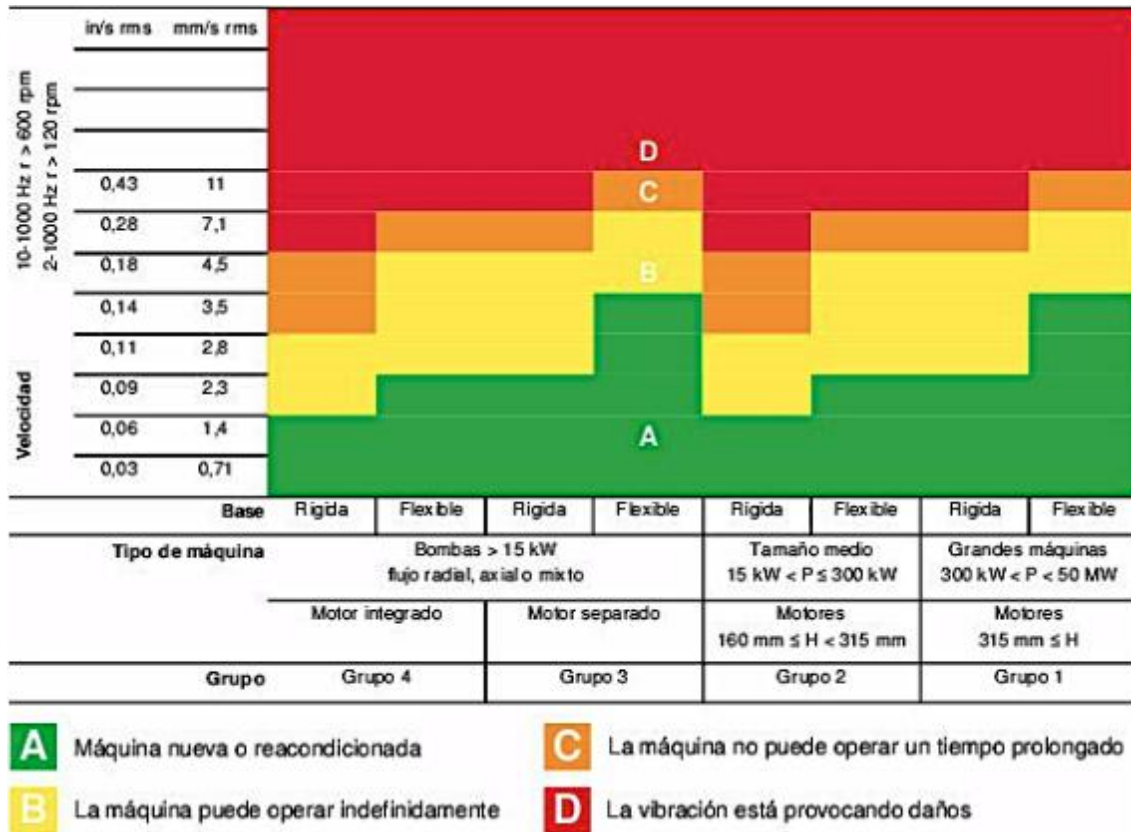 in/s rms mm/s rms
10-1000 Hz r > 600 rpm
2-1000 Hz r > 120 rpm
Velocidad
D
0,43 11
C
0,28 7,1
0,18 4,5
B
0,14 3,5
0,11 2,8
0,09 2,3
0,06 1,4
A
0,03 0,71
Base Rígida Flexible Rígida Flexible Rígida Flexible Rígida Flexible
Tipo de máquina
Bombas > 15 kW
flujo radial, axial o mixto
Tamaño medio
15 kW < P ≤ 300 kW
Grandes máquinas
300 kW < P < 50 MW
Motor integrado
Motor separado
Motores
160 mm ≤ H < 315 mm
Motores
315 mm ≤ H
Grupo Grupo 4 Grupo 3 Grupo 2 Grupo 1
A Máquina nueva o reacondicionada
C La máquina no puede operar un tiempo prolongado
B La máquina puede operar indefinidamente
D La vibración está provocando daños